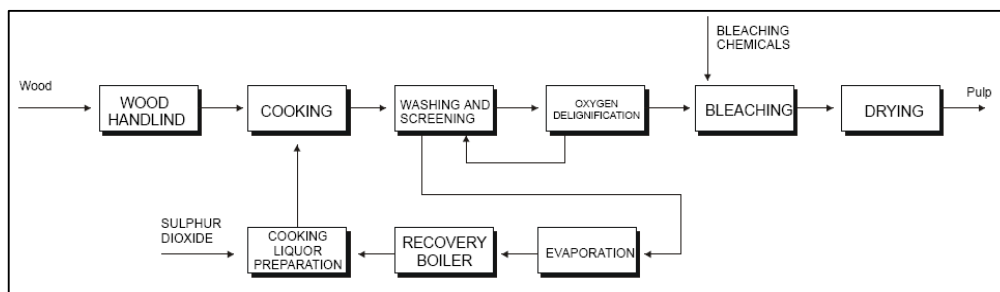 BLEACHING
CHEMICALS
Wood
Pulp
WOOD
HANDLIND
COOKING
WASHING AND
SCREENING
OXYGEN
DELIGNIFICATION
BLEACHING
DRYING
SULPHUR
DIOXIDE
COOKING
LIQUOR
PREPARATION
RECOVERY
BOILER
EVAPORATION